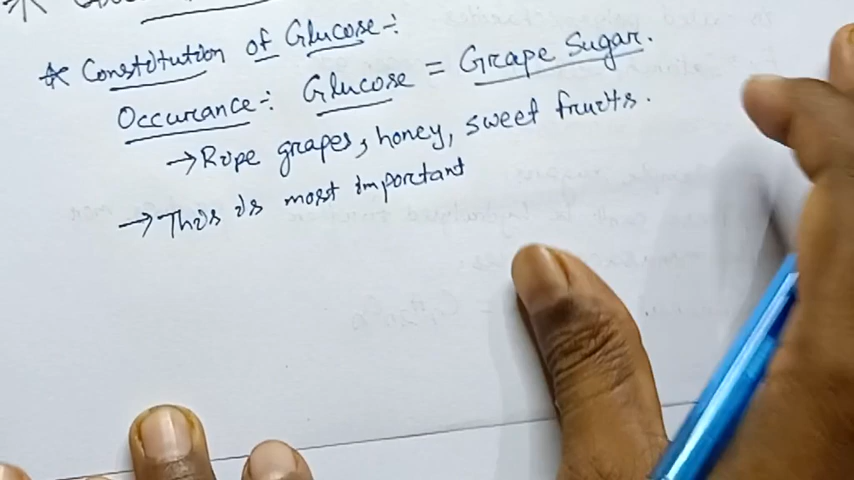 * Constitution of Glucose :-
Occurance :- Glucose = Grape Sugar.
→ Ripe grapes, honey, sweet fruits.
→ This is most important